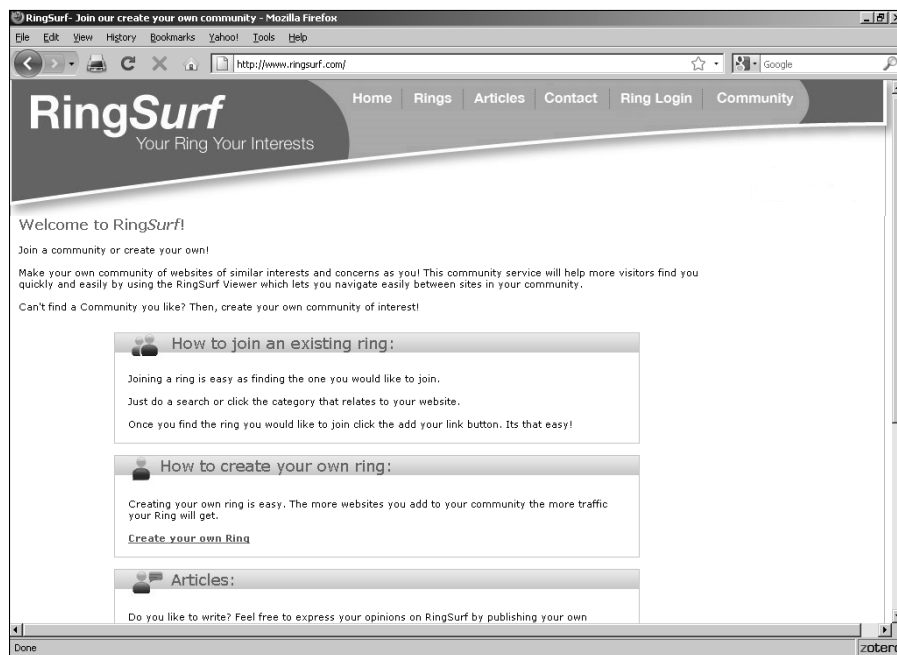 RingSurf- Join our create your own community - Mozilla Firefox
File Edit View History Bookmarks Yahoo! Tools Help
http://www.ringsurf.com/
Google
Home Rings Articles Contact Ring Login Community
RingSurf
Your Ring Your Interests
Welcome to RingSurf!
Join a community or create your own!
Make your own community of websites of similar interests and concerns as you! This community service will help more visitors find you
quickly and easily by using the RingSurf Viewer which lets you navigate easily between sites in your community.
Can't find a Community you like? Then, create your own community of interest!
How to join an existing ring:
Joining a ring is easy as finding the one you would like to join.
Just do a search or click the category that relates to your website.
Once you find the ring you would like to join click the add your link button. Its that easy!
How to create your own ring:
Creating your own ring is easy. The more websites you add to your community the more traffic
your Ring will get.
Create your own Ring
Articles:
Do you like to write? Feel free to express your opinions on RingSurf by publishing your own
Done
zotero